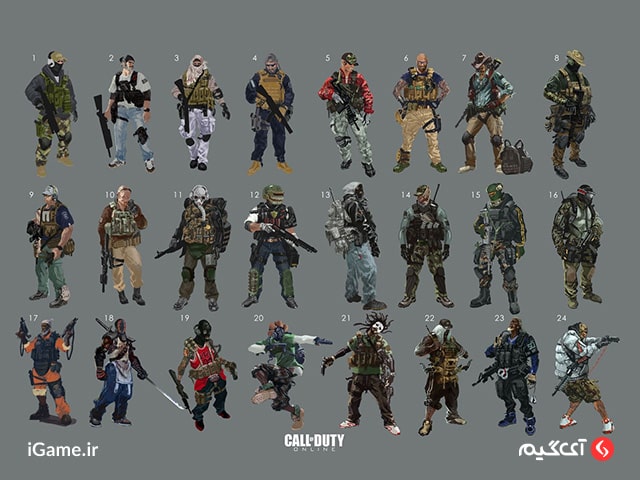 1 2 3 4 5 6 7 8
9 10 11 12 13 14 15 16
17 18 19 20 21 22 23 24
CALL OF DUTY
ONLINE
iGame.ir
آی‌گیم